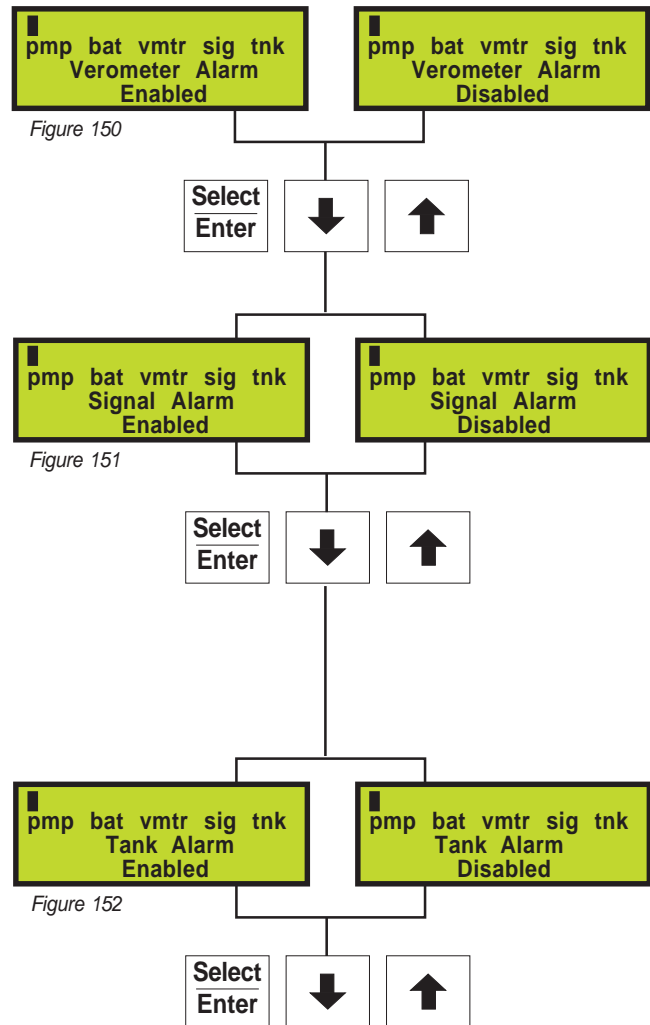 pmp bat vmtr sig tnk
Verometer Alarm
Enabled
pmp bat vmtr sig tnk
Verometer Alarm
Disabled
Figure 150
Select
Enter
pmp bat vmtr sig tnk
Signal Alarm
Enabled
pmp bat vmtr sig tnk
Signal Alarm
Disabled
Figure 151
Select
Enter
pmp bat vmtr sig tnk
Tank Alarm
Enabled
pmp bat vmtr sig tnk
Tank Alarm
Disabled
Figure 152
Select
Enter